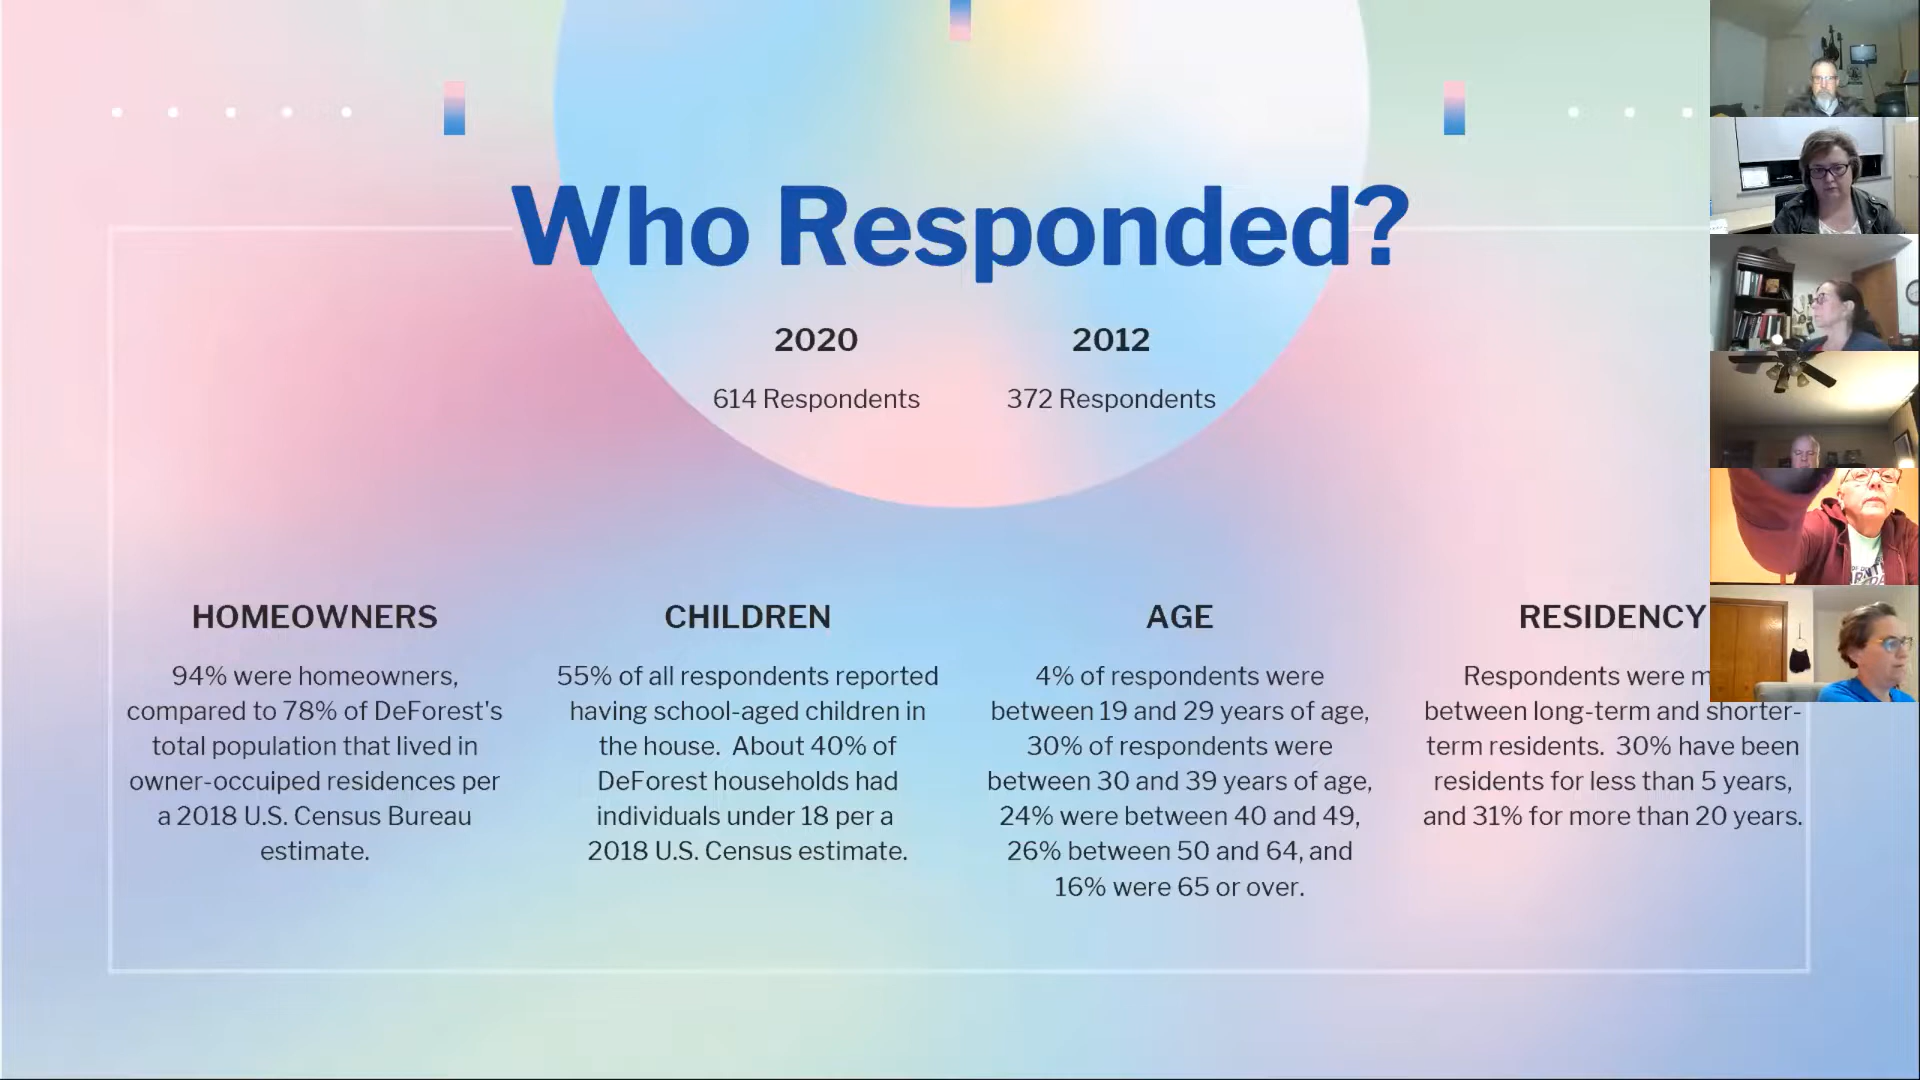 Who Responded?
2020
2012
614 Respondents
372 Respondents
HOMEOWNERS
94% were homeowners,
compared to 78% of DeForest's
total population that lived in
owner-occuiped residences per
a 2018 U.S. Census Bureau
estimate.
CHILDREN
55% of all respondents reported
having school-aged children in
the house. About 40% of
DeForest households had
individuals under 18 per a
2018 U.S. Census estimate.
AGE
4% of respondents were
between 19 and 29 years of age,
30% of respondents were
between 30 and 39 years of age,
24% were between 40 and 49,
26% between 50 and 64, and
16% were 65 or over.
RESIDENCY
Respondents were
between long-term and shorter-
term residents. 30% have been
residents for less than 5 years,
and 31% for more than 20 years.